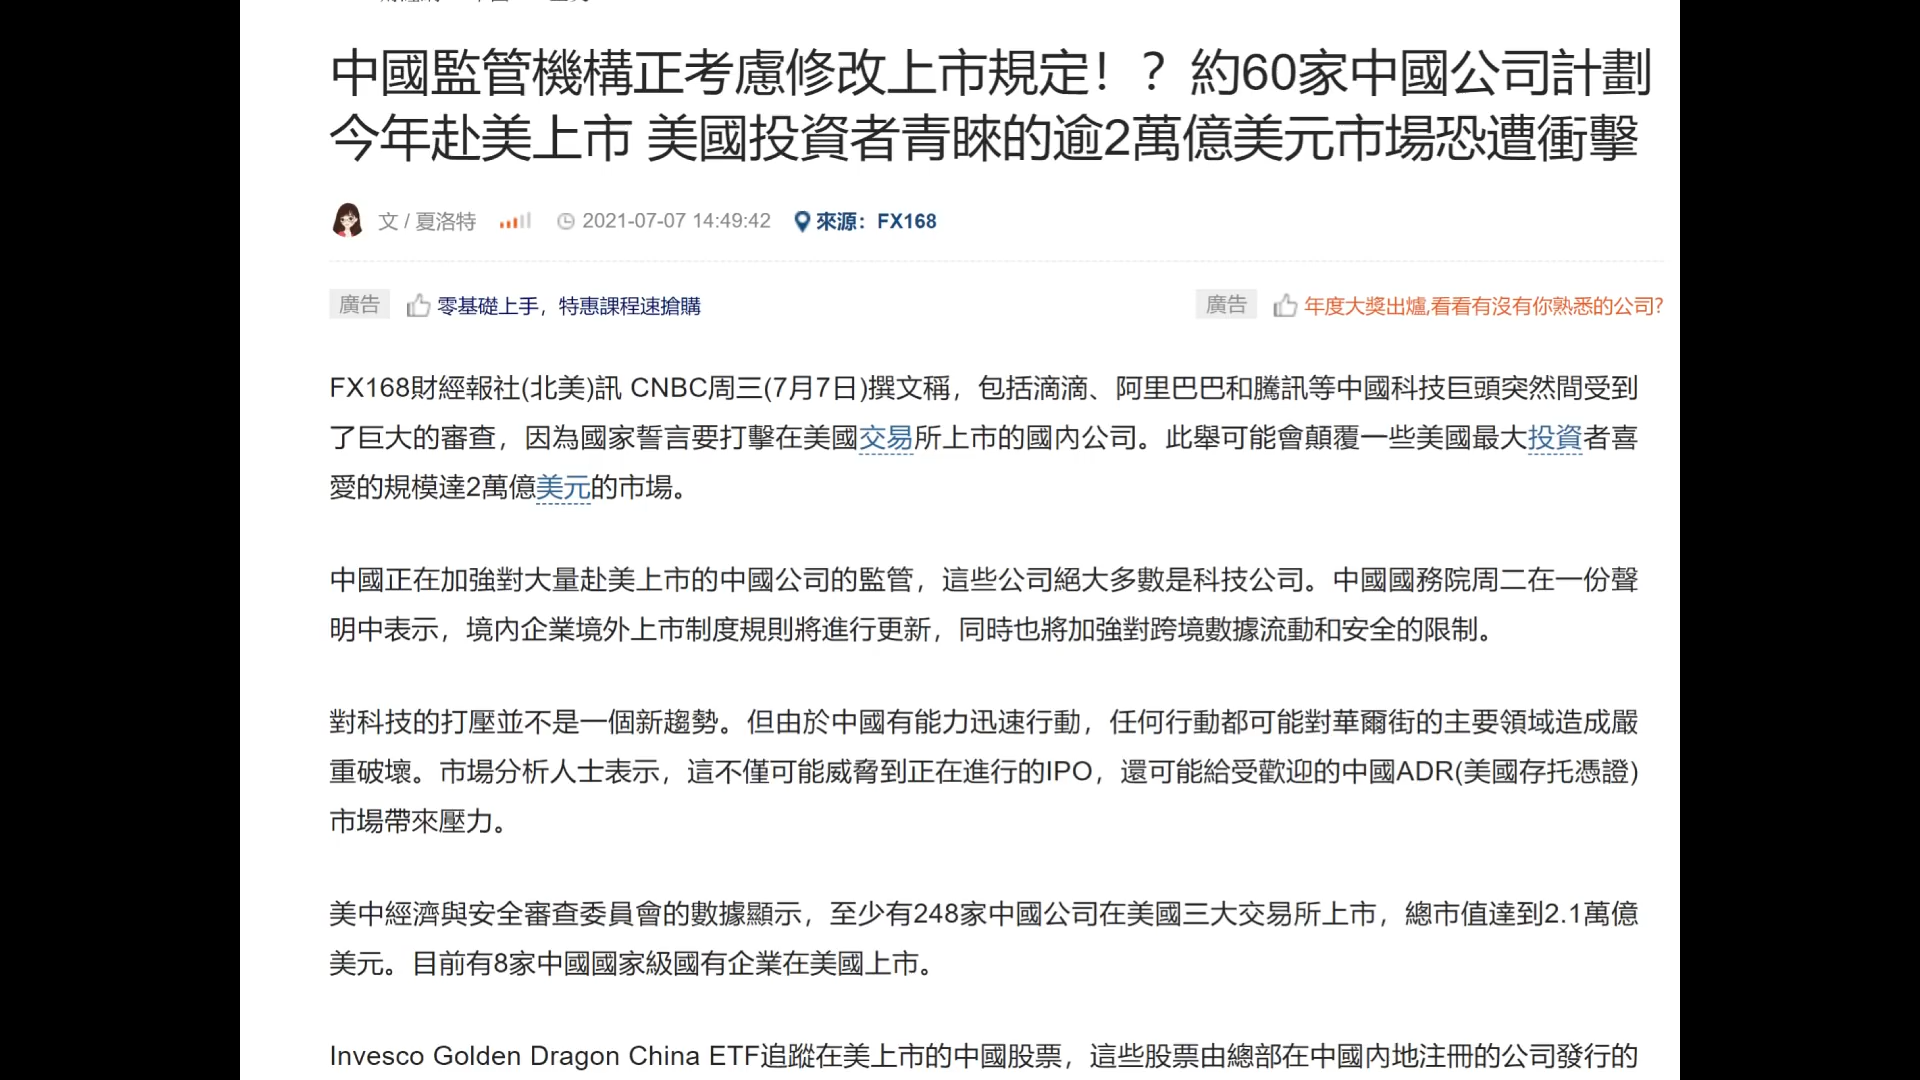 中國監管機構正考慮修改上市規定！？約60家中國公司計劃
今年赴美上市 美國投資者青睞的逾2萬億美元市場恐遭衝擊
文 / 夏洛特 2021-07-07 14:49:42 來源：FX168
廣告 零基礎上手，特惠課程速搶購
廣告 年度大獎出爐,看看有沒有你熟悉的公司?
FX168財經報社(北美)訊 CNBC周三(7月7日)撰文稱，包括滴滴、阿里巴巴和騰訊等中國科技巨頭突然間受到
了巨大的審查，因為國家誓言要打擊在美國交易所上市的國內公司。此舉可能會顛覆一些美國最大投資者喜
愛的規模達2萬億美元的市場。
中國正在加強對大量赴美上市的中國公司的監管，這些公司絕大多數是科技公司。中國國務院周二在一份聲
明中表示，境內企業境外上市制度規則將進行更新，同時也將加強對跨境數據流動和安全的限制。
對科技的打壓並不是一個新趨勢。但由於中國有能力迅速行動，任何行動都可能對華爾街的主要領域造成嚴
重破壞。市場分析人士表示，這不僅可能威脅到正在進行的IPO，還可能給受歡迎的中國ADR(美國存托憑證)
市場帶來壓力。
美中經濟與安全審查委員會的數據顯示，至少有248家中國公司在美國三大交易所上市，總市值達到2.1萬億
美元。目前有8家中國國家級國有企業在美國上市。
Invesco Golden Dragon China ETF追蹤在美上市的中國股票，這些股票由總部在中國內地注冊的公司發行的